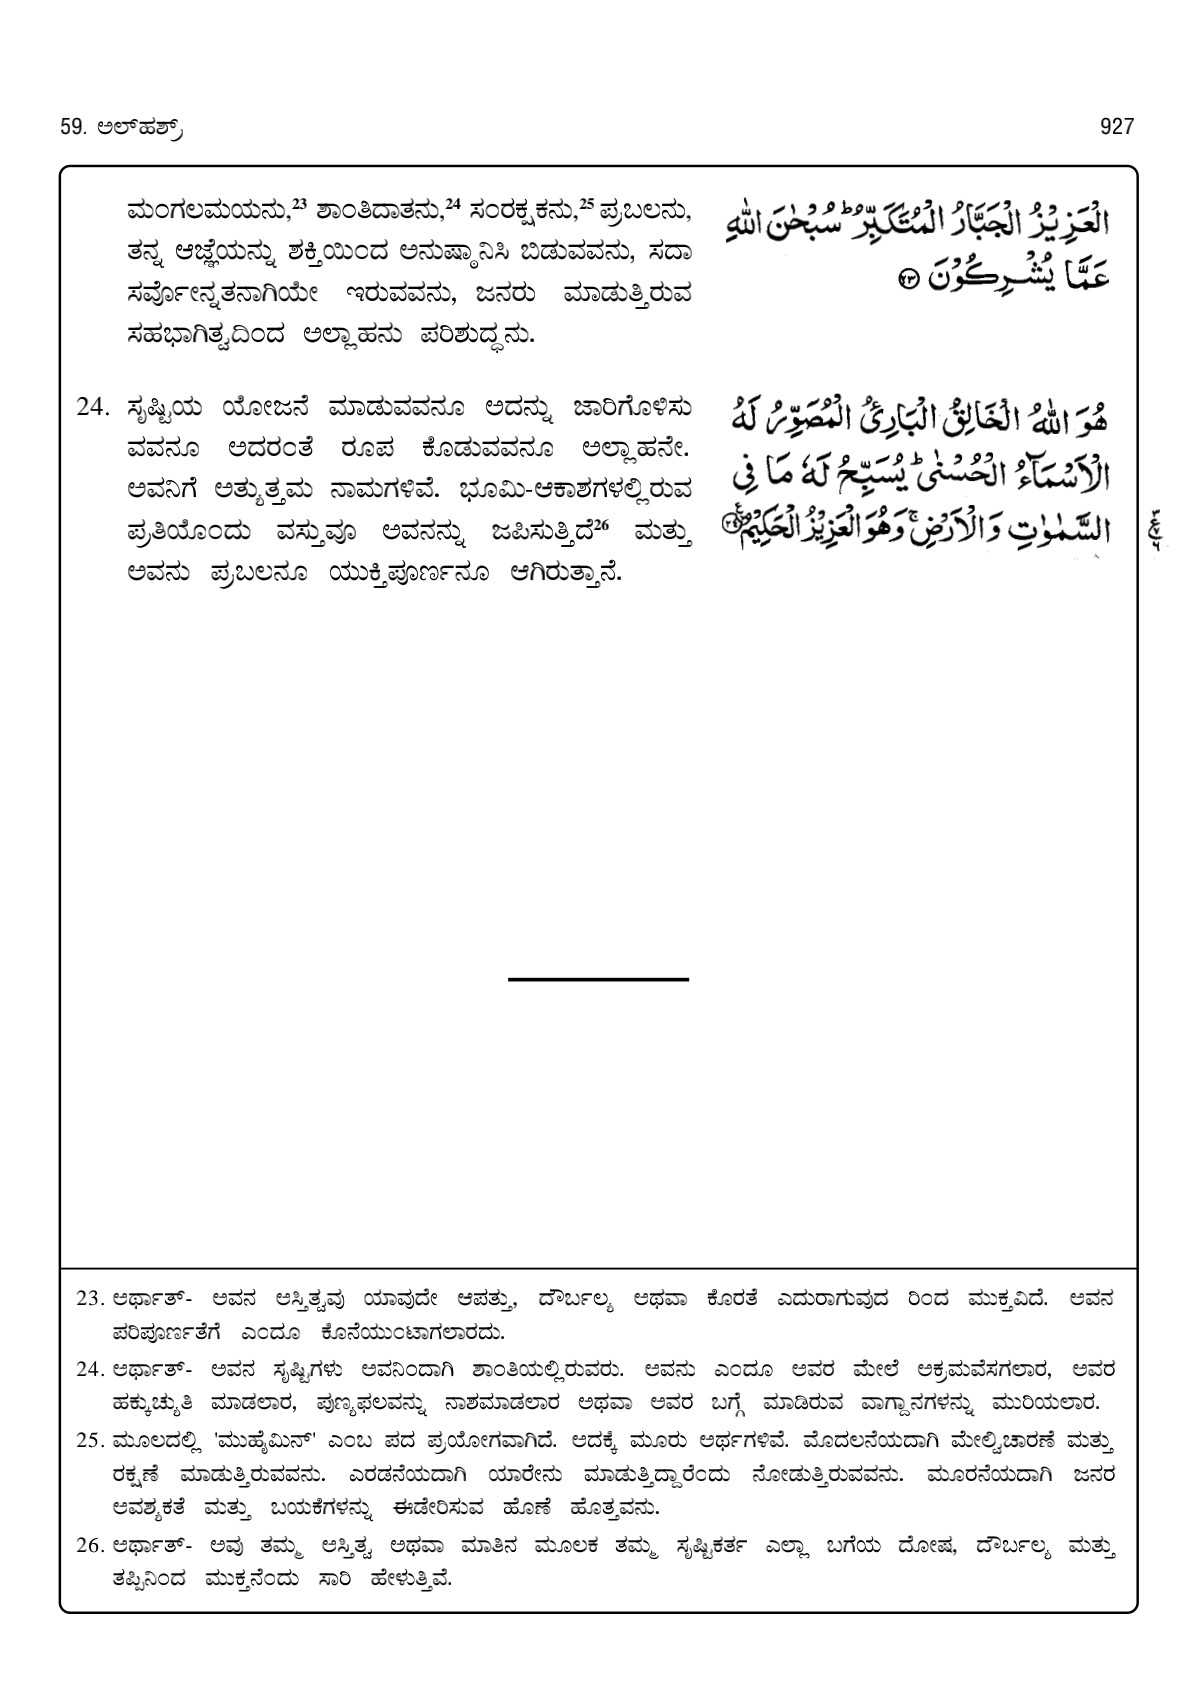 59. ಅಲ್‌ಹಶ್ರ್
927
ಮಂಗಲಮಯನು,23 ಶಾಂತಿದಾತನು,24 ಸಂರಕ್ಷಕನು,25 ಪ್ರಬಲನು,
ತನ್ನ ಆಜ್ಞೆಯನ್ನು ಶಕ್ತಿಯಿಂದ ಅನುಷ್ಠಾನಿಸಿ ಬಿಡುವವನು, ಸದಾ
ಸರ್ವೋನ್ನತನಾಗಿಯೇ ಇರುವವನು, ಜನರು ಮಾಡುತ್ತಿರುವ
ಸಹಭಾಗಿತ್ವದಿಂದ ಅಲ್ಲಾಹನು ಪರಿಶುದ್ಧನು.
الْعَزِيْزُ الْجَبَّارُ الْمُتَكَبِّرُ ؕ سُبْحٰنَ اللّٰهِ
عَمَّا يُشْرِكُوْنَ ۝۲۳
24. ಸೃಷ್ಟಿಯ ಯೋಜನೆ ಮಾಡುವವನೂ ಅದನ್ನು ಜಾರಿಗೊಳಿಸು
ವವನೂ ಅದರಂತೆ ರೂಪ ಕೊಡುವವನೂ ಅಲ್ಲಾಹನೇ.
ಅವನಿಗೆ ಅತ್ಯುತ್ತಮ ನಾಮಗಳಿವೆ. ಭೂಮಿ-ಆಕಾಶಗಳಲ್ಲಿರುವ
ಪ್ರತಿಯೊಂದು ವಸ್ತುವೂ ಅವನನ್ನು ಜಪಿಸುತ್ತಿದೆ26 ಮತ್ತು
ಅವನು ಪ್ರಬಲನೂ ಯುಕ್ತಿಪೂರ್ಣನೂ ಆಗಿರುತ್ತಾನೆ.
هُوَ اللّٰهُ الْخَالِقُ الْبَارِئُ الْمُصَوِّرُ لَهُ
الْاَسْمَآءُ الْحُسْنٰى ؕ يُسَبِّحُ لَهٗ مَا فِى
السَّمٰوٰتِ وَالْاَرْضِ ۚ وَهُوَ الْعَزِيْزُ الْحَكِيْمُ ۝۲۴
23. ಅರ್ಥಾತ್- ಅವನ ಅಸ್ತಿತ್ವವು ಯಾವುದೇ ಆಪತ್ತು, ದೌರ್ಬಲ್ಯ ಅಥವಾ ಕೊರತೆ ಎದುರಾಗುವುದ ರಿಂದ ಮುಕ್ತವಿದೆ. ಅವನ
ಪರಿಪೂರ್ಣತೆಗೆ ಎಂದೂ ಕೊನೆಯುಂಟಾಗಲಾರದು.
24. ಅರ್ಥಾತ್- ಅವನ ಸೃಷ್ಟಿಗಳು ಅವನಿಂದಾಗಿ ಶಾಂತಿಯಲ್ಲಿರುವರು. ಅವನು ಎಂದೂ ಅವರ ಮೇಲೆ ಆಕ್ರಮವೆಸಗಲಾರ, ಅವರ
ಹಕ್ಕುಚ್ಯುತಿ ಮಾಡಲಾರ, ಪುಣ್ಯಫಲವನ್ನು ನಾಶಮಾಡಲಾರ ಅಥವಾ ಅವರ ಬಗ್ಗೆ ಮಾಡಿರುವ ವಾಗ್ದಾನಗಳನ್ನು ಮುರಿಯಲಾರ.
25. ಮೂಲದಲ್ಲಿ 'ಮುಹೈಮಿನ್' ಎಂಬ ಪದ ಪ್ರಯೋಗವಾಗಿದೆ. ಅದಕ್ಕೆ ಮೂರು ಅರ್ಥಗಳಿವೆ. ಮೊದಲನೆಯದಾಗಿ ಮೇಲ್ವಿಚಾರಣೆ ಮತ್ತು
ರಕ್ಷಣೆ ಮಾಡುತ್ತಿರುವವನು. ಎರಡನೆಯದಾಗಿ ಯಾರೇನು ಮಾಡುತ್ತಿದ್ದಾರೆಂದು ನೋಡುತ್ತಿರುವವನು. ಮೂರನೆಯದಾಗಿ ಜನರ
ಅವಶ್ಯಕತೆ ಮತ್ತು ಬಯಕೆಗಳನ್ನು ಈಡೇರಿಸುವ ಹೊಣೆ ಹೊತ್ತವನು.
26. ಅರ್ಥಾತ್- ಅವು ತಮ್ಮ ಅಸ್ತಿತ್ವ ಅಥವಾ ಮಾತಿನ ಮೂಲಕ ತಮ್ಮ ಸೃಷ್ಟಿಕರ್ತ ಎಲ್ಲಾ ಬಗೆಯ ದೋಷ, ದೌರ್ಬಲ್ಯ ಮತ್ತು
ತಪ್ಪಿನಿಂದ ಮುಕ್ತನೆಂದು ಸಾರಿ ಹೇಳುತ್ತಿವೆ.